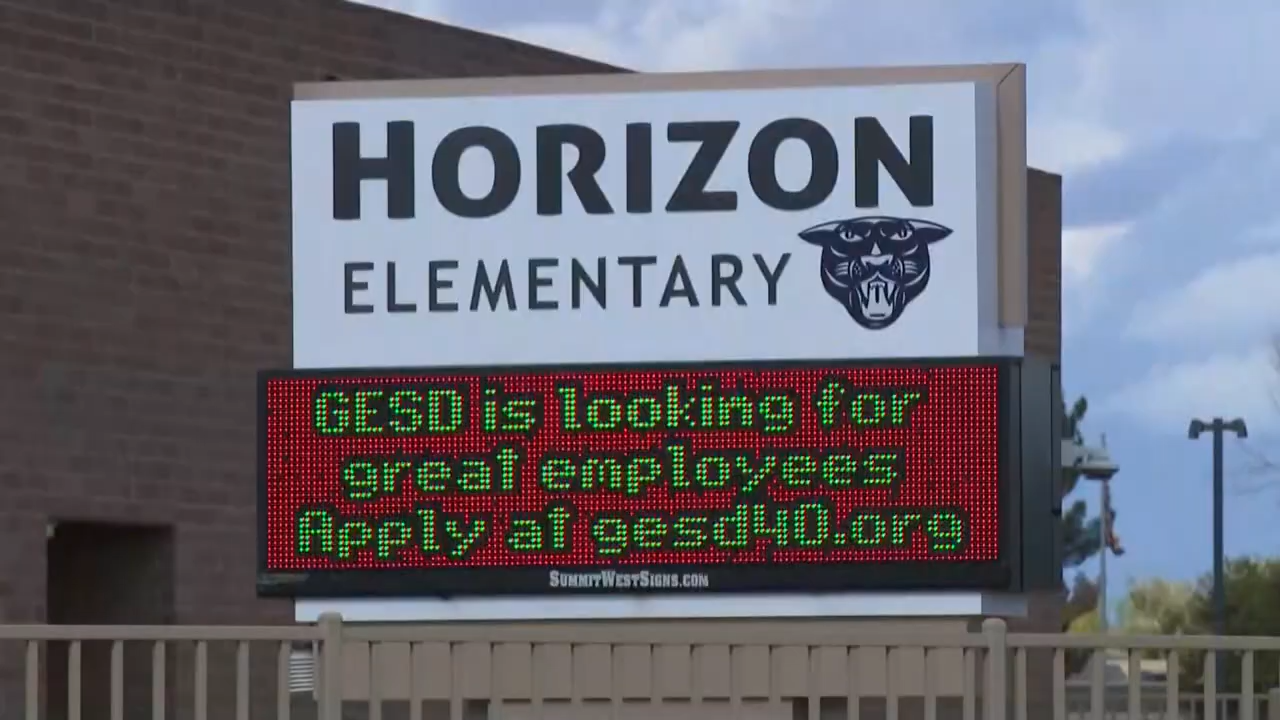 HORIZON
ELEMENTARY
GESD is looking for
great employees
Apply at gesd40.org
SUMMITWESTSIGNS.COM